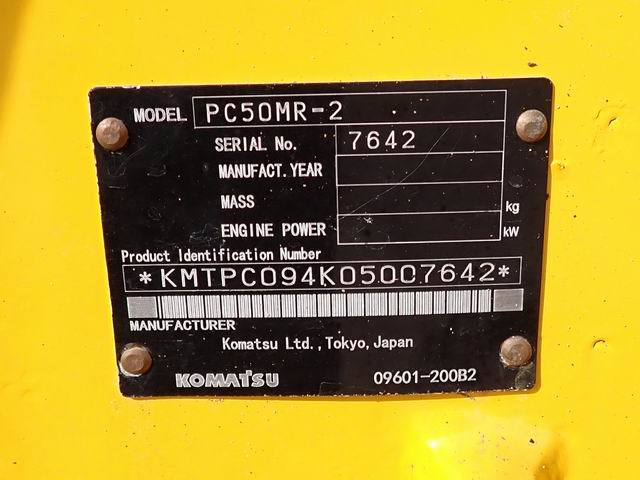 MODEL PC50MR-2
SERIAL No. 7642
MANUFACT. YEAR
MASS kg
ENGINE POWER kW
Product Identification Number
*KMTPC094K05007642*
MANUFACTURER
Komatsu Ltd., Tokyo, Japan
KOMATSU 09601-200B2